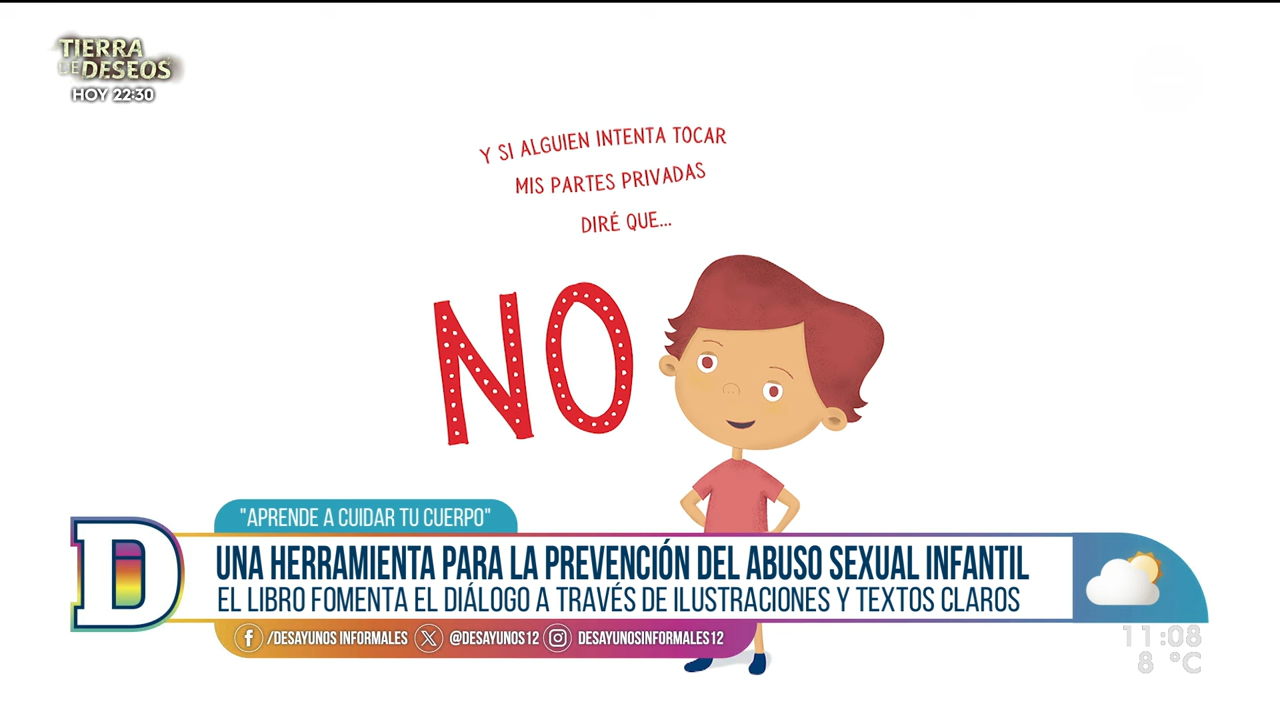 TIERRA
DE DESEOS
HOY 22:30
Y SI ALGUIEN INTENTA TOCAR
MIS PARTES PRIVADAS
DIRÉ QUE...
NO
"APRENDE A CUIDAR TU CUERPO"
D
UNA HERRAMIENTA PARA LA PREVENCIÓN DEL ABUSO SEXUAL INFANTIL
EL LIBRO FOMENTA EL DIÁLOGO A TRAVÉS DE ILUSTRACIONES Y TEXTOS CLAROS
/DESAYUNOS INFORMALES @DESAYUNOS12 DESAYUNOSINFORMALES12
11:08
8 °C